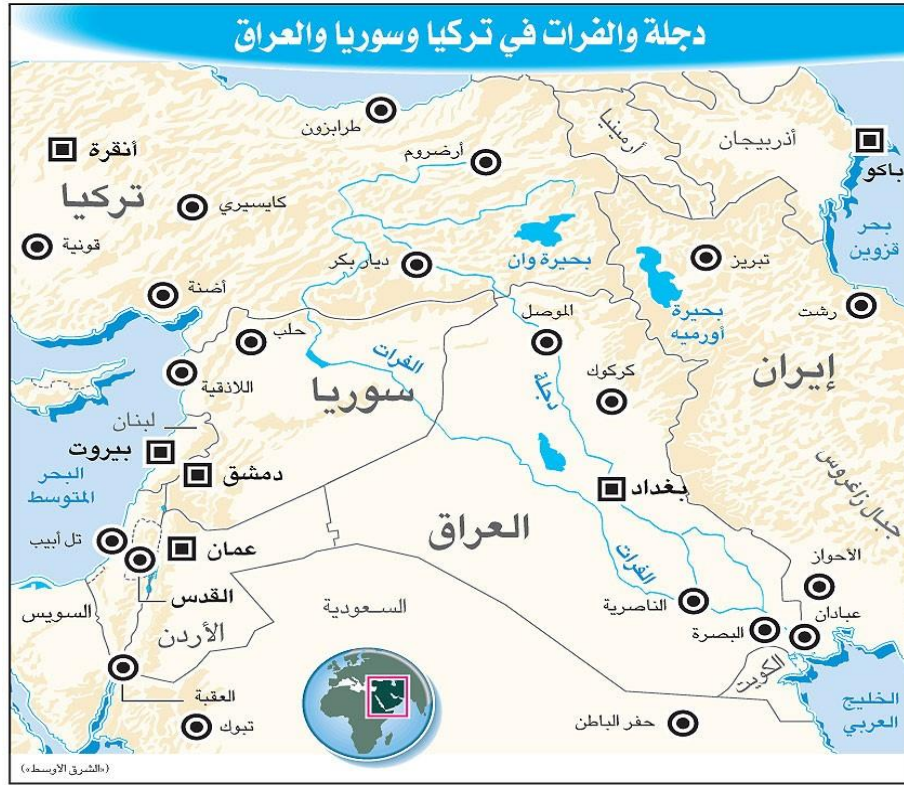 دجلة والفرات في تركيا وسوريا والعراق
طرابزون
أرمينيا
أذربيجان
باكو
أنقرة
أرضروم
تركيا
كايسيري
قونية
بحر
قزوين
ديار بكر
بحيرة وان
تبريز
أضنة
بحيرة
أورميه
رشت
حلب
الموصل
الفرات
اللاذقية
سوريا
دجلة
كركوك
إيران
لبنان
بيروت
البحر
المتوسط
دمشق
بغداد
جبال زاغروس
العراق
تل أبيب
عمان
الفرات
الأحواز
القدس
السويس
الأردن
السعودية
الناصرية
البصرة
عبادان
الكويت
العقبة
تبوك
حفر الباطن
الخليج
العربي
(«الشرق الاوسط»)